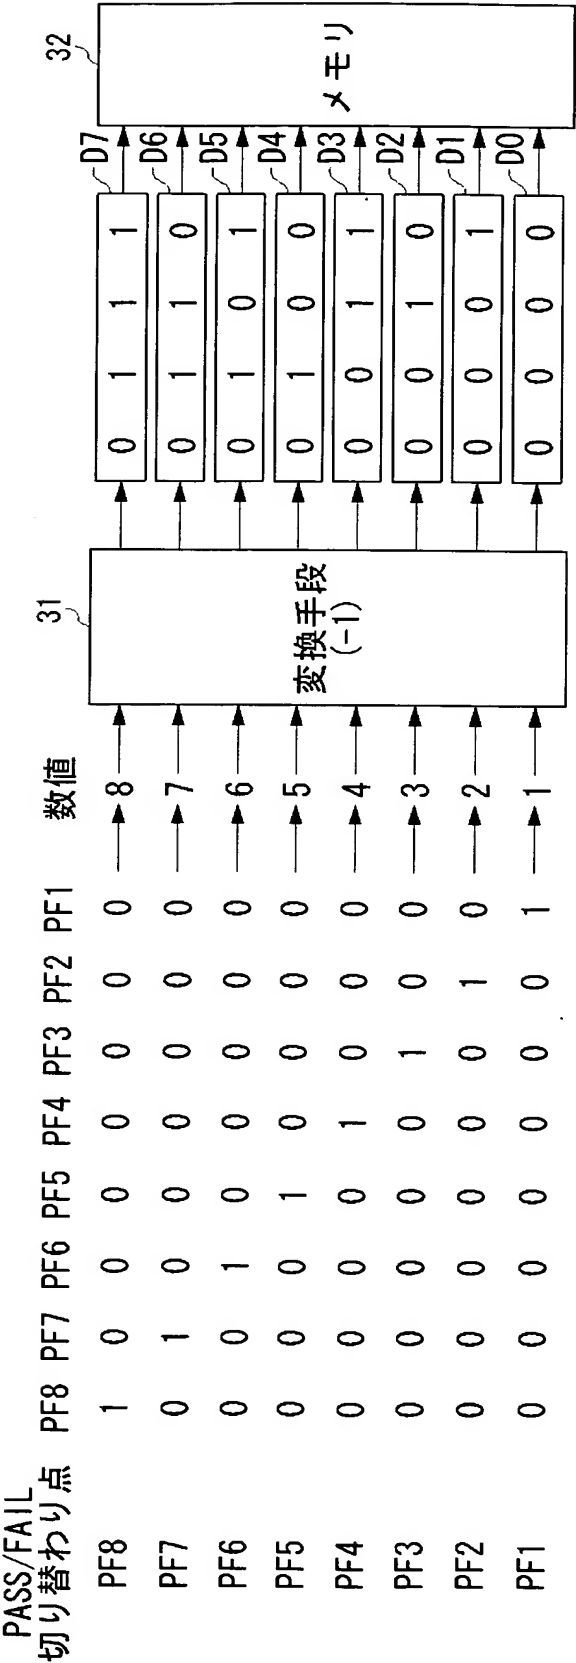 PASS/FAIL
切り替わり点 PF8 PF7 PF6 PF5 PF4 PF3 PF2 PF1 数値
PF8 1 0 0 0 0 0 0 0 8
PF7 0 1 0 0 0 0 0 0 7
PF6 0 0 1 0 0 0 0 0 6
PF5 0 0 0 1 0 0 0 0 5
PF4 0 0 0 0 1 0 0 0 4
PF3 0 0 0 0 0 1 0 0 3
PF2 0 0 0 0 0 0 1 0 2
PF1 0 0 0 0 0 0 0 1 1
31
変換手段
(-1)
0 1 1 1 D7
0 1 1 0 D6
0 1 0 1 D5
0 1 0 0 D4
0 0 1 1 D3
0 0 1 0 D2
0 0 0 1 D1
0 0 0 0 D0
32
メモリ